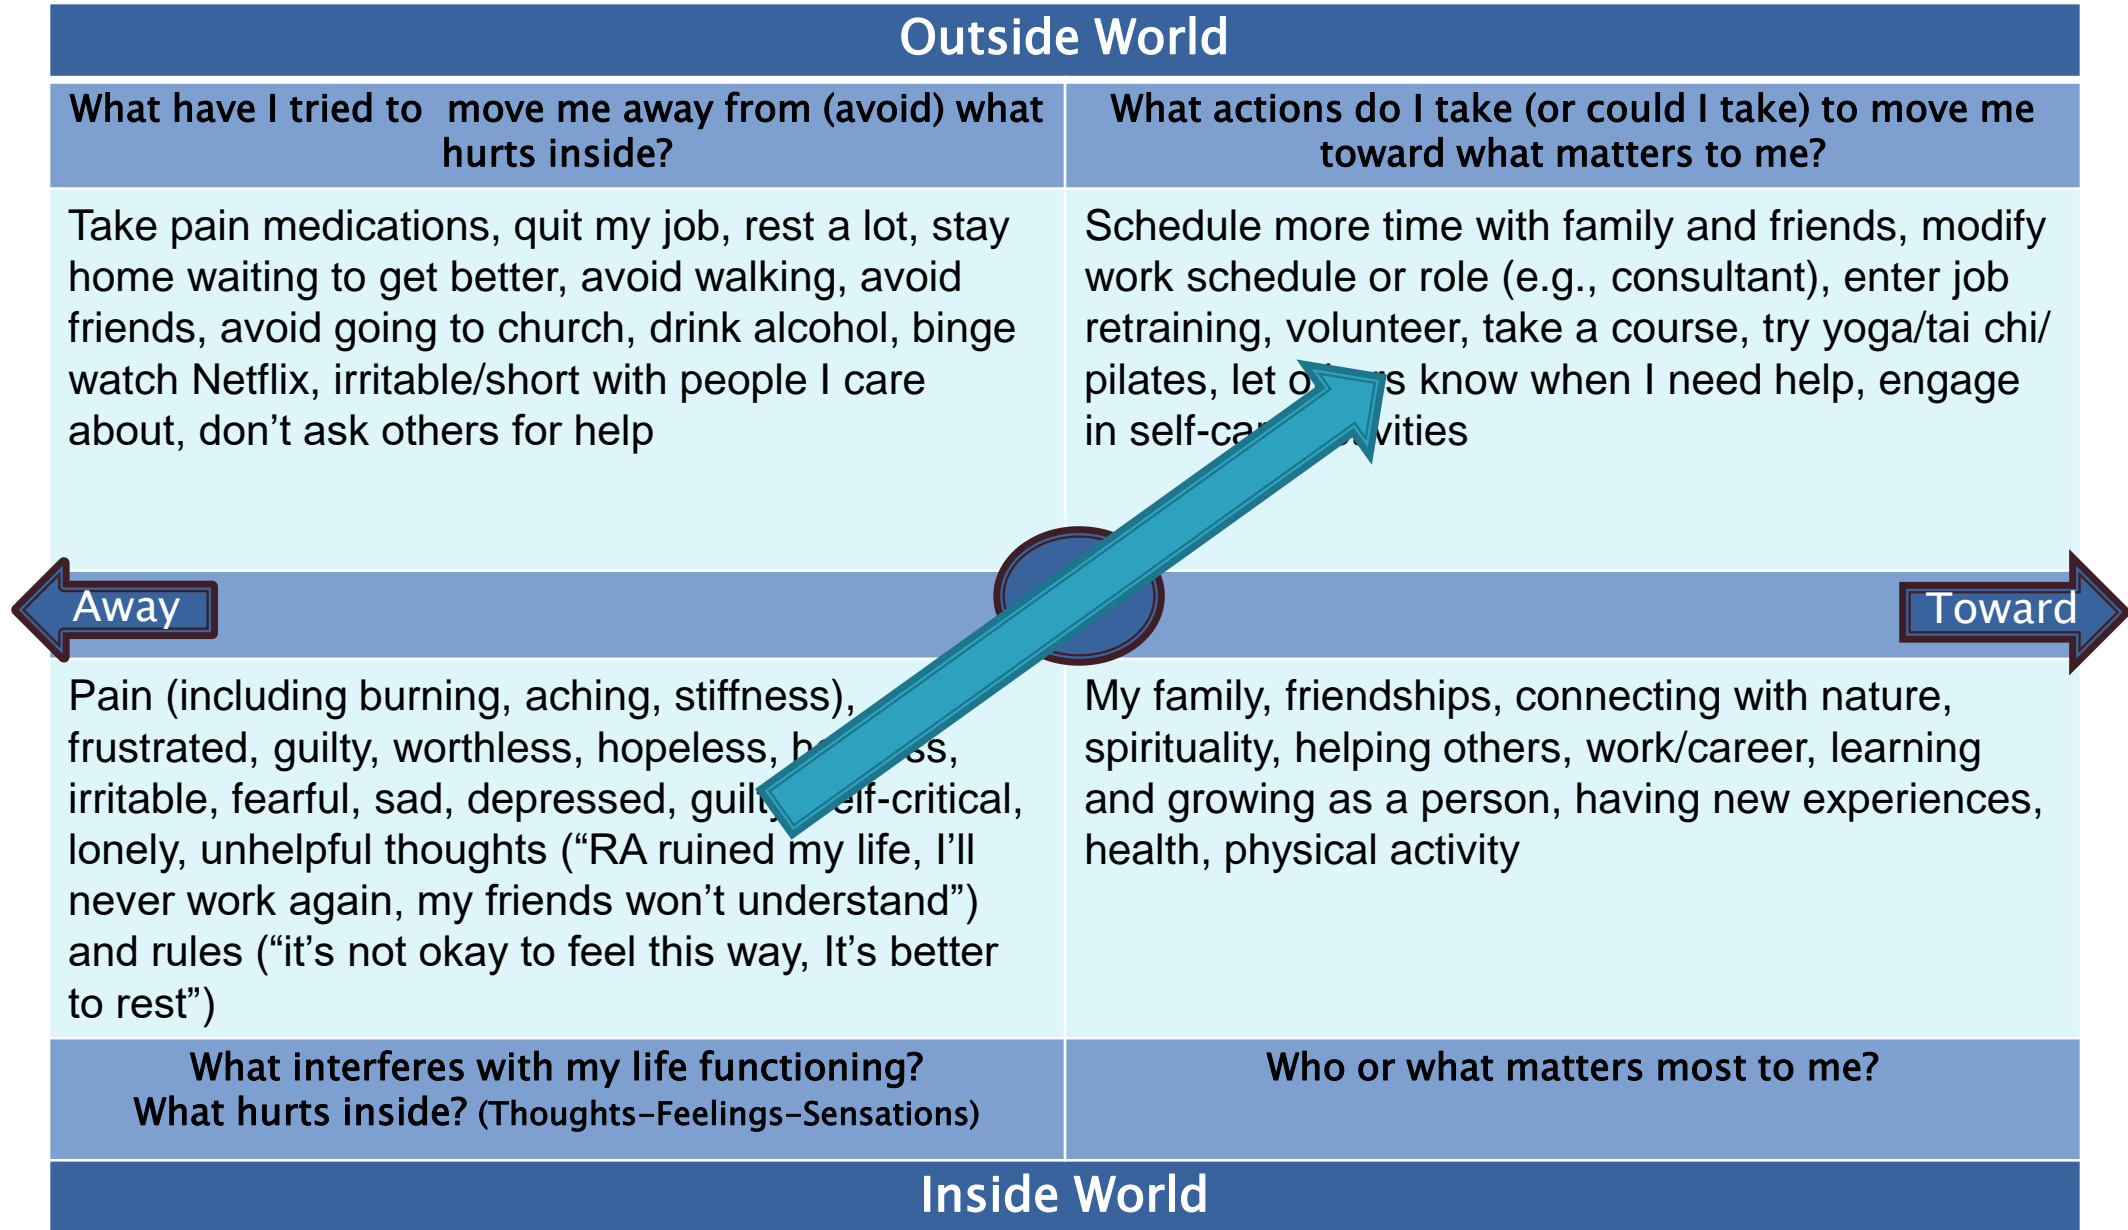 Outside World
What have I tried to  move me away from (avoid) what
hurts inside?
What actions do I take (or could I take) to move me
toward what matters to me?
Take pain medications, quit my job, rest a lot, stay
home waiting to get better, avoid walking, avoid
friends, avoid going to church, drink alcohol, binge
watch Netflix, irritable/short with people I care
about, don’t ask others for help
Schedule more time with family and friends, modify
work schedule or role (e.g., consultant), enter job
retraining, volunteer, take a course, try yoga/tai chi/
pilates, let others know when I need help, engage
in self-care activities
Away
Toward
Pain (including burning, aching, stiffness),
frustrated, guilty, worthless, hopeless,
irritable, fearful, sad, depressed, guilty, self-critical,
lonely, unhelpful thoughts (“RA ruined my life, I’ll
never work again, my friends won’t understand”)
and rules (“it’s not okay to feel this way, It’s better
to rest”)
My family, friendships, connecting with nature,
spirituality, helping others, work/career, learning
and growing as a person, having new experiences,
health, physical activity
What interferes with my life functioning?
What hurts inside? (Thoughts-Feelings-Sensations)
Who or what matters most to me?
Inside World